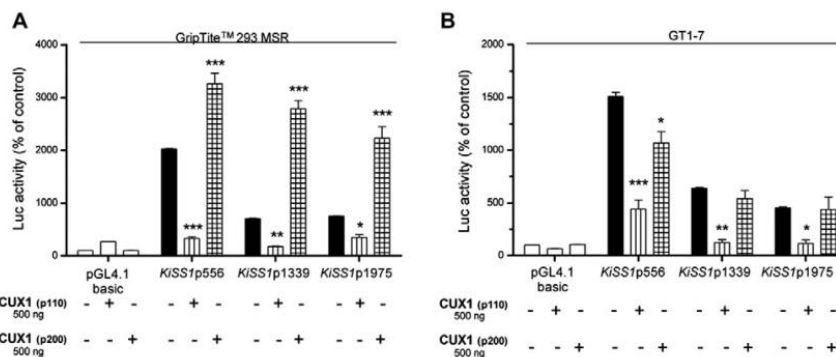 A
GripTite™ 293 MSR
Luc activity (% of control)
4000
3000
2000
1000
0
*** *** ** *** * ***
pGL4.1 basic KiSS1p556 KiSS1p1339 KiSS1p1975
CUX1 (p110) 500 ng - + - - + - - + - - + -
CUX1 (p200) 500 ng - - + - - + - - + - - +
B
GT1-7
Luc activity (% of control)
2000
1500
1000
500
0
*** * ** *
pGL4.1 basic KiSS1p556 KiSS1p1339 KiSS1p1975
CUX1 (p110) 500 ng - + - - + - - + - - + -
CUX1 (p200) 500 ng - - + - - + - - + - - +